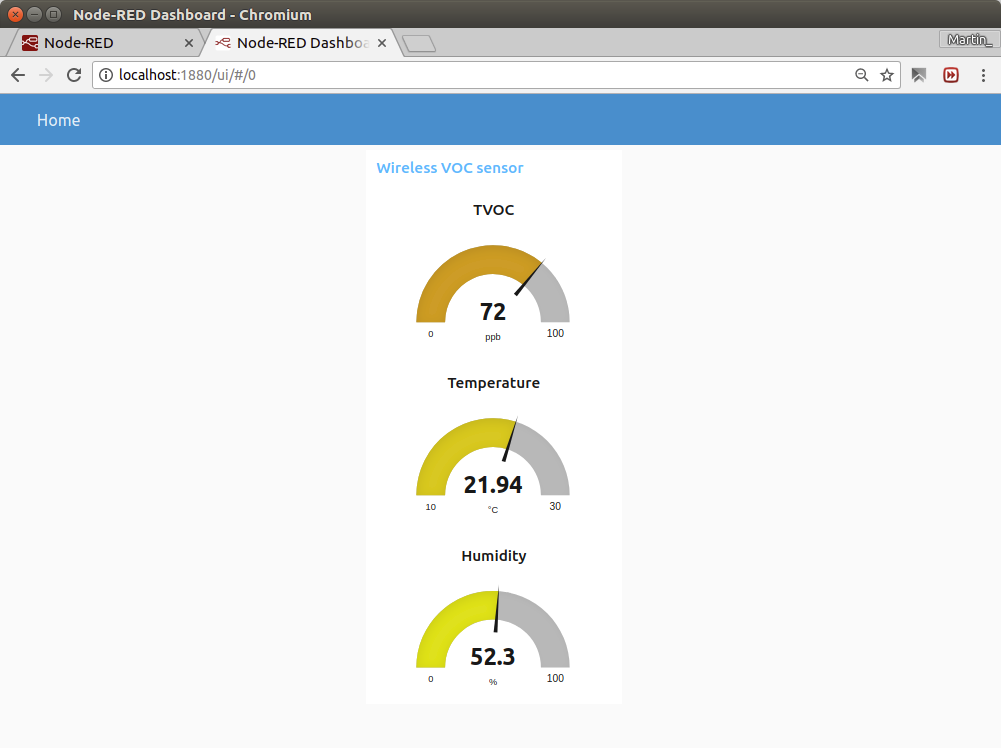 Node-RED Dashboard - Chromium
Node-RED
Node-RED Dashboa
Martin_
localhost:1880/ui/#/0
Home
Wireless VOC sensor
TVOC
72
0 ppb 100
Temperature
21.94
10 °C 30
Humidity
52.3
0 % 100